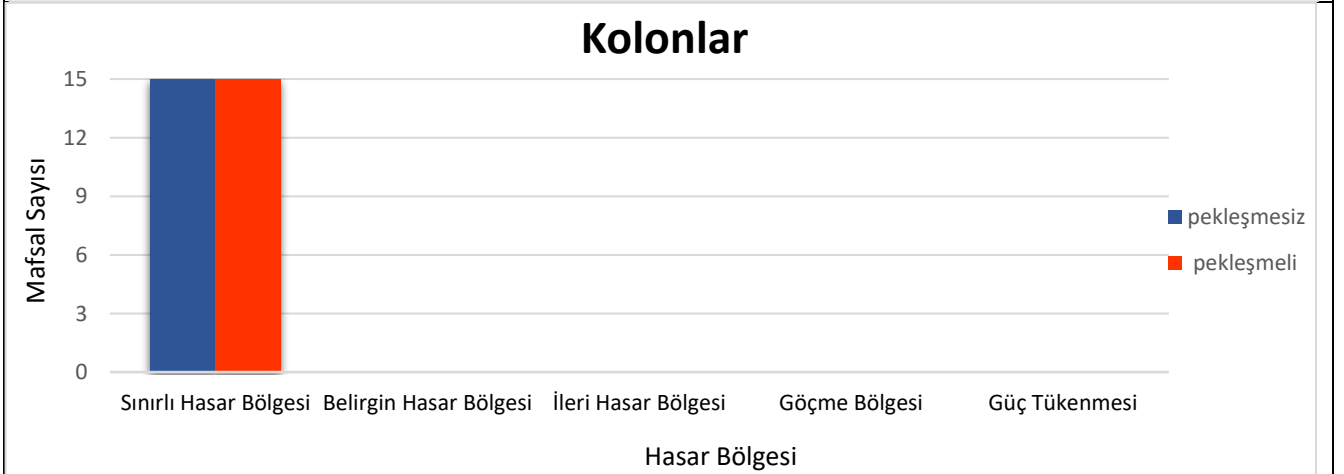 Kolonlar
15
12
9
6
3
0
Mafsal Sayısı
Sınırlı Hasar Bölgesi Belirgin Hasar Bölgesi İleri Hasar Bölgesi Göçme Bölgesi Güç Tükenmesi
Hasar Bölgesi
pekleşmesiz
pekleşmeli